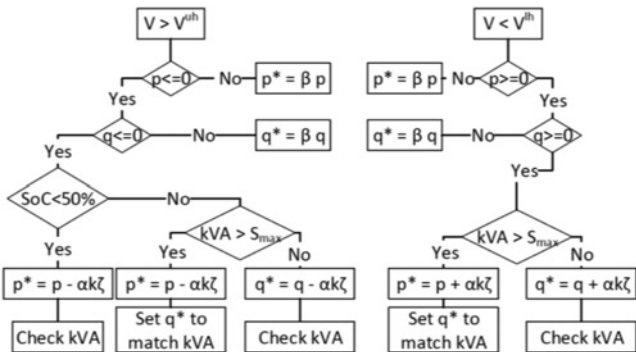 V > V^uh
p<=0
No
p* = β p
Yes
q<=0
No
q* = β q
Yes
SoC<50%
No
Yes
kVA > S_max
Yes
No
p* = p - αkζ
p* = p - αkζ
q* = q - αkζ
Check kVA
Set q* to
match kVA
Check kVA
V < V^lh
p* = β p
No
p>=0
Yes
q* = β q
No
q>=0
Yes
kVA > S_max
Yes
No
p* = p + αkζ
q* = q + αkζ
Set q* to
match kVA
Check kVA